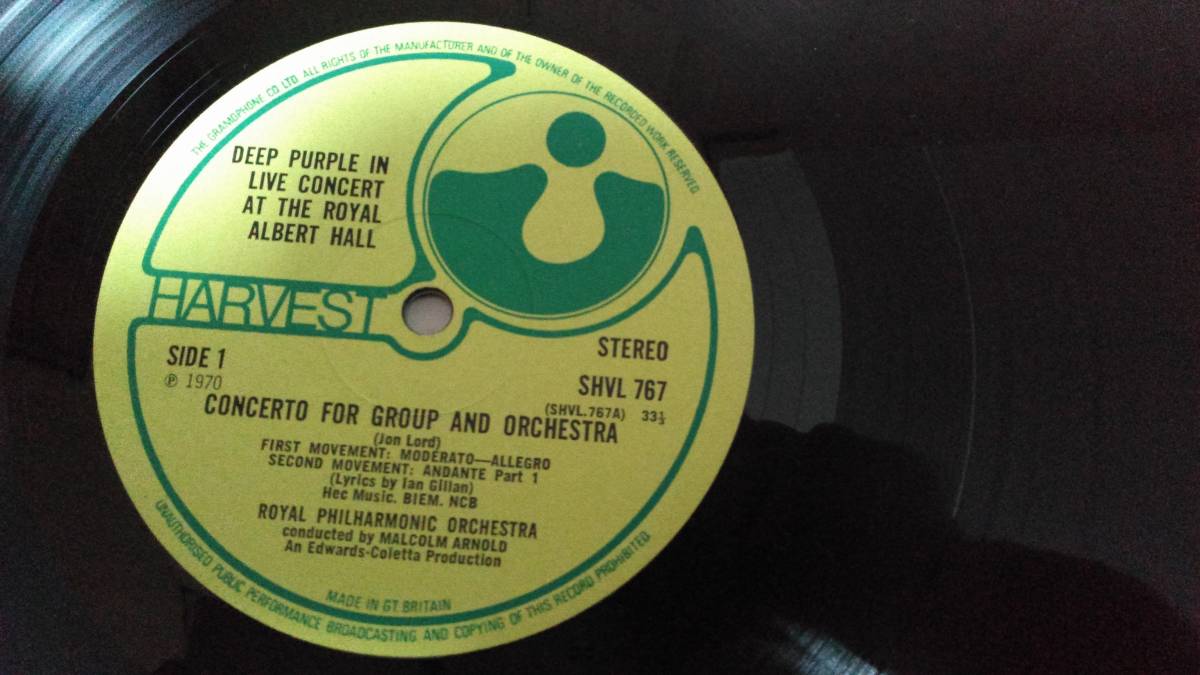 THE GRAMOPHONE CO LTD. ALL RIGHTS OF THE MANUFACTURER AND OF THE OWNER OF THE RECORDED WORK RESERVED.
DEEP PURPLE IN
LIVE CONCERT
AT THE ROYAL
ALBERT HALL
HARVEST
SIDE 1
STEREO
℗ 1970
SHVL 767
(SHVL.767A) 33⅓
CONCERTO FOR GROUP AND ORCHESTRA
(Jon Lord)
FIRST MOVEMENT: MODERATO—ALLEGRO
SECOND MOVEMENT: ANDANTE Part 1
(Lyrics by Ian Gillan)
Hec Music. BIEM. NCB
ROYAL PHILHARMONIC ORCHESTRA
conducted by MALCOLM ARNOLD
An Edwards-Coletta Production
MADE IN GT. BRITAIN
UNAUTHORISED PUBLIC PERFORMANCE BROADCASTING AND COPYING OF THIS RECORD PROHIBITED